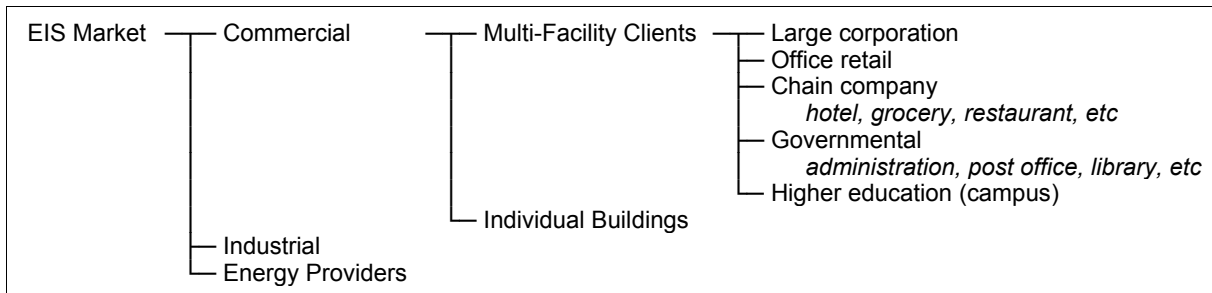 EIS Market Commercial Multi-Facility Clients Large corporation
Office retail
Chain company
hotel, grocery, restaurant, etc
Governmental
administration, post office, library, etc
Higher education (campus)
Individual Buildings
Industrial
Energy Providers